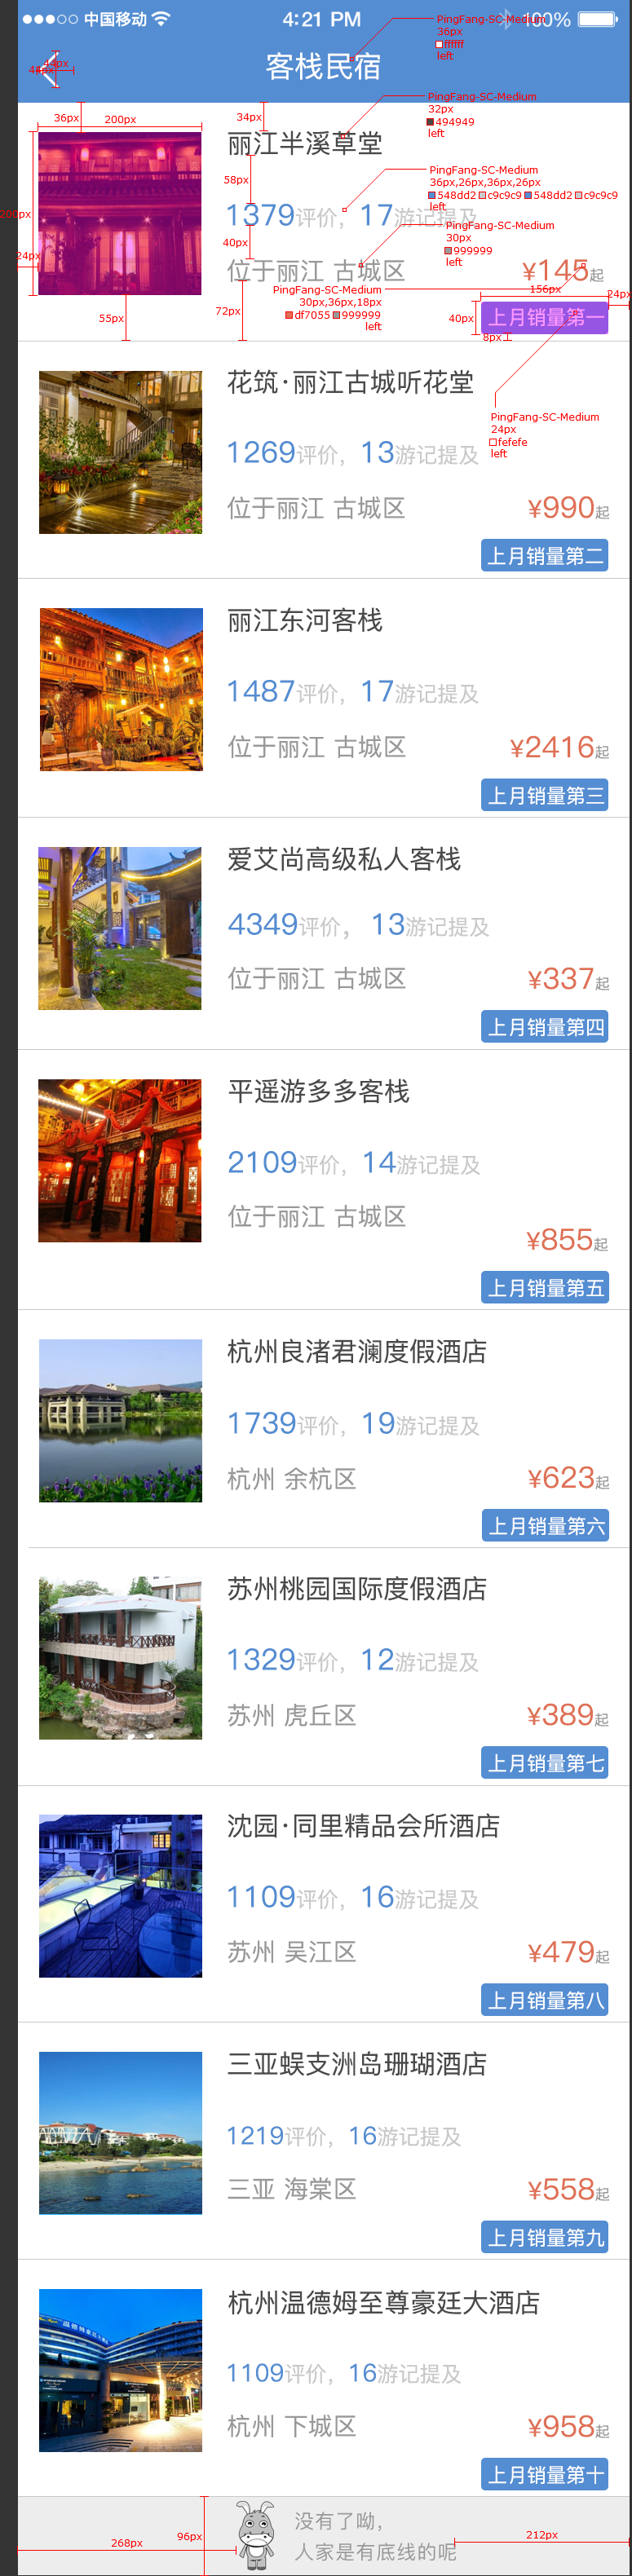 中国移动 4:21 PM 100%
客栈民宿
PingFang-SC-Medium
36px
ffffff
left
44px
44px
36px
200px
34px
PingFang-SC-Medium
32px
494949
left
丽江半溪草堂
58px
PingFang-SC-Medium
36px,26px,36px,26px
548dd2 c9c9c9 548dd2 c9c9c9
left
200px
1379评价，17游记提及
PingFang-SC-Medium
30px
999999
left
40px
24px
位于丽江 古城区
¥145起
PingFang-SC-Medium
30px,36px,18px
df7055 999999
left
156px
24px
55px
72px
40px
上月销量第一
8px
PingFang-SC-Medium
24px
fefefe
left
花筑·丽江古城听花堂
1269评价，13游记提及
位于丽江 古城区
¥990起
上月销量第二
丽江东河客栈
1487评价，17游记提及
位于丽江 古城区
¥2416起
上月销量第三
爱艾尚高级私人客栈
4349评价，13游记提及
位于丽江 古城区
¥337起
上月销量第四
平遥游多多客栈
2109评价，14游记提及
位于丽江 古城区
¥855起
上月销量第五
杭州良渚君澜度假酒店
1739评价，19游记提及
杭州 余杭区
¥623起
上月销量第六
苏州桃园国际度假酒店
1329评价，12游记提及
苏州 虎丘区
¥389起
上月销量第七
沈园·同里精品会所酒店
1109评价，16游记提及
苏州 吴江区
¥479起
上月销量第八
三亚蜈支洲岛珊瑚酒店
1219评价，16游记提及
三亚 海棠区
¥558起
上月销量第九
杭州温德姆至尊豪廷大酒店
1109评价，16游记提及
杭州 下城区
¥958起
上月销量第十
没有了呦，
人家是有底线的呢
268px
96px
212px